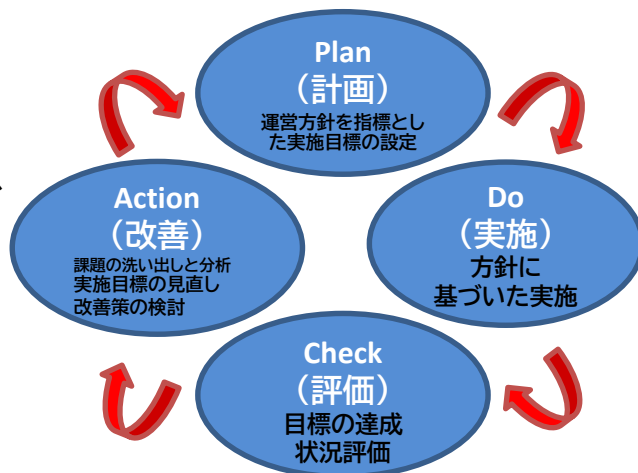 Plan
（計画）
運営方針を指標とし
た実施目標の設定
Do
（実施）
方針に
基づいた実施
Check
（評価）
目標の達成
状況評価
Action
（改善）
課題の洗い出しと分析
実施目標の見直し
改善策の検討